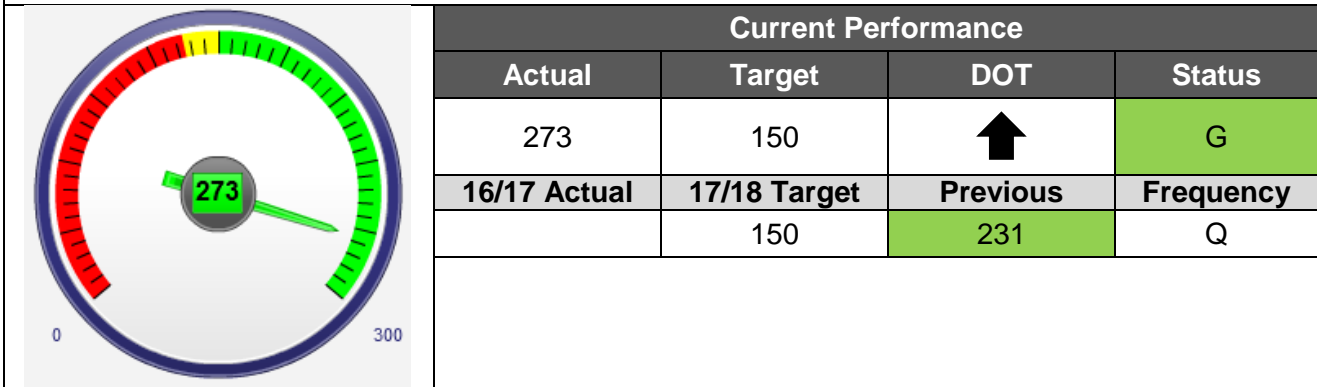 Current Performance
Actual Target DOT Status
273 150 G
16/17 Actual 17/18 Target Previous Frequency
150 231 Q
273
0 300